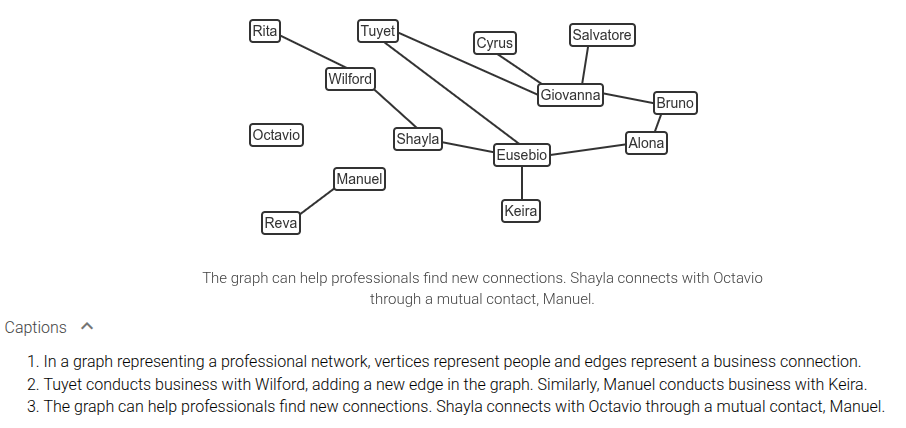 Rita
Tuyet
Cyrus
Salvatore
Wilford
Giovanna
Bruno
Octavio
Shayla
Alona
Eusebio
Manuel
Keira
Reva
The graph can help professionals find new connections. Shayla connects with Octavio
through a mutual contact, Manuel.
Captions
1. In a graph representing a professional network, vertices represent people and edges represent a business connection.
2. Tuyet conducts business with Wilford, adding a new edge in the graph. Similarly, Manuel conducts business with Keira.
3. The graph can help professionals find new connections. Shayla connects with Octavio through a mutual contact, Manuel.